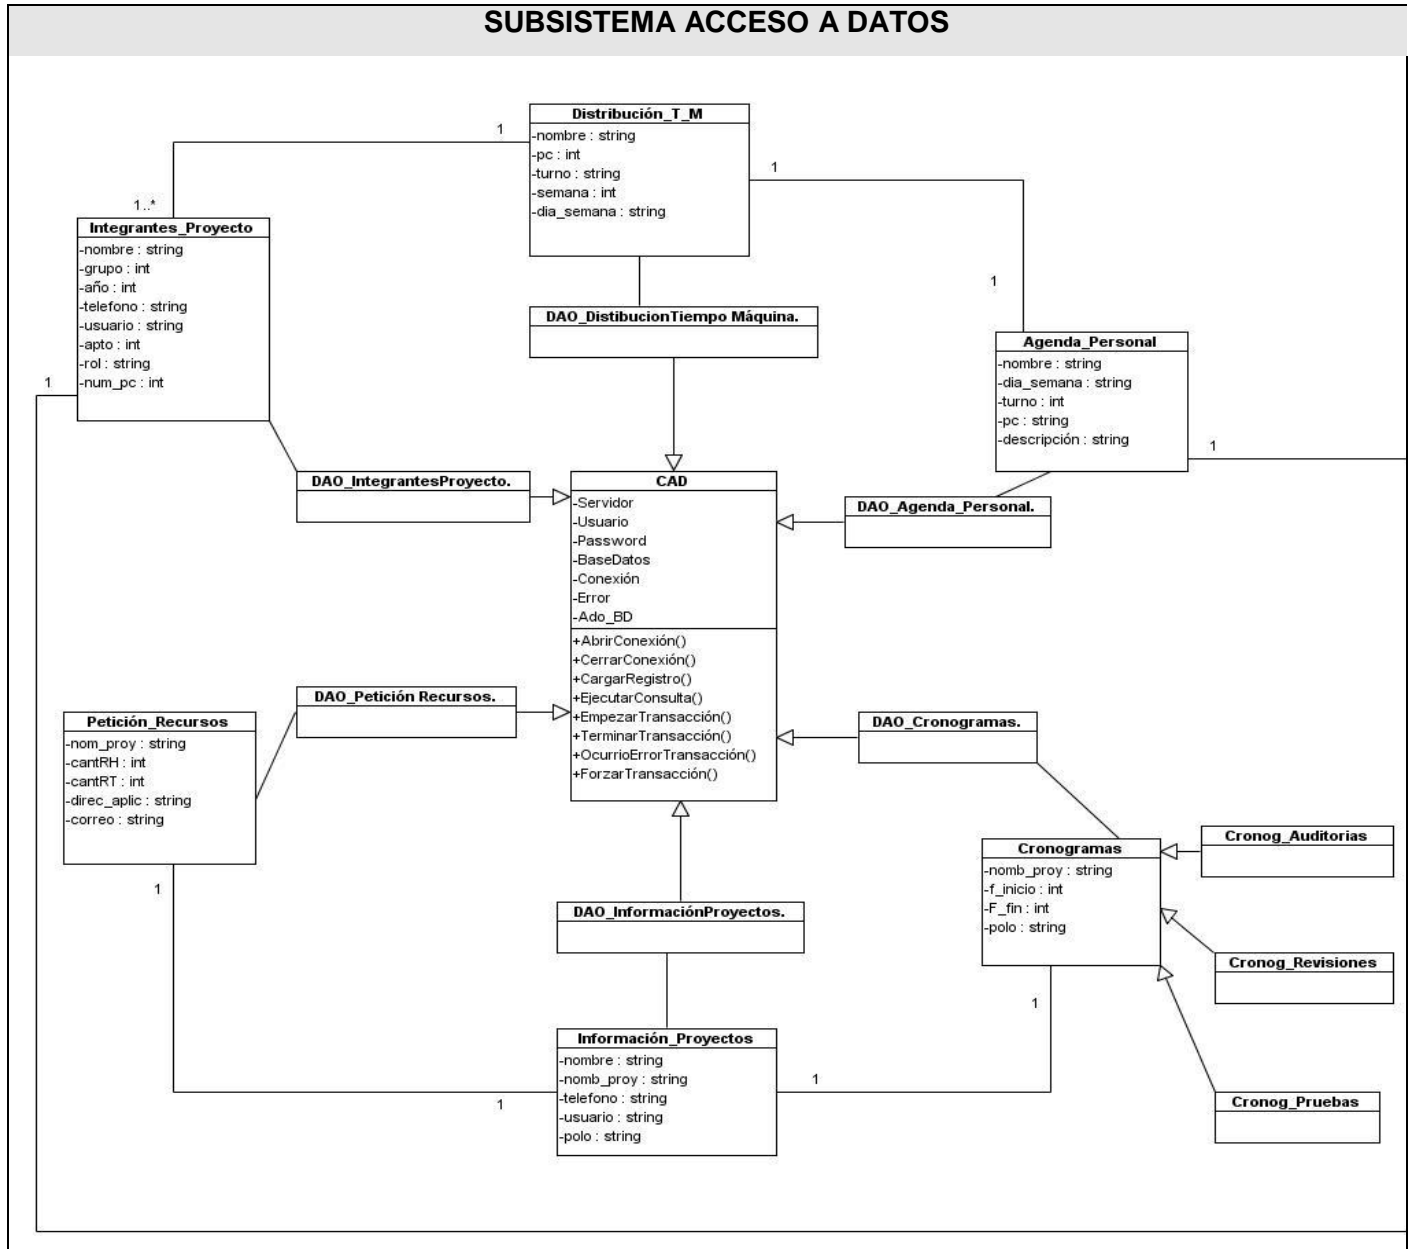 SUBSISTEMA ACCESO A DATOS
Distribución_T_M
-nombre : string
-pc : int
-turno : string
-semana : int
-dia_semana : string
1
1
1..*
1
Integrantes_Proyecto
-nombre : string
-grupo : int
-año : int
-telefono : string
-usuario : string
-apto : int
-rol : string
-num_pc : int
1
DAO_DistibucionTiempo Máquina.
Agenda_Personal
-nombre : string
-dia_semana : string
-turno : int
-pc : string
-descripción : string
1
DAO_IntegrantesProyecto.
CAD
-Servidor
-Usuario
-Password
-BaseDatos
-Conexión
-Error
-Ado_BD
+AbrirConexión()
+CerrarConexión()
+CargarRegistro()
+EjecutarConsulta()
+EmpezarTransacción()
+TerminarTransacción()
+OcurrioErrorTransacción()
+ForzarTransacción()
DAO_Agenda_Personal.
DAO_Petición Recursos.
Petición_Recursos
-nom_proy : string
-cantRH : int
-cantRT : int
-direc_aplic : string
-correo : string
1
DAO_Cronogramas.
Cronogramas
-nomb_proy : string
-f_inicio : int
-F_fin : int
-polo : string
1
Cronog_Auditorias
Cronog_Revisiones
Cronog_Pruebas
DAO_InformaciónProyectos.
Información_Proyectos
-nombre : string
-nomb_proy : string
-telefono : string
-usuario : string
-polo : string
1
1